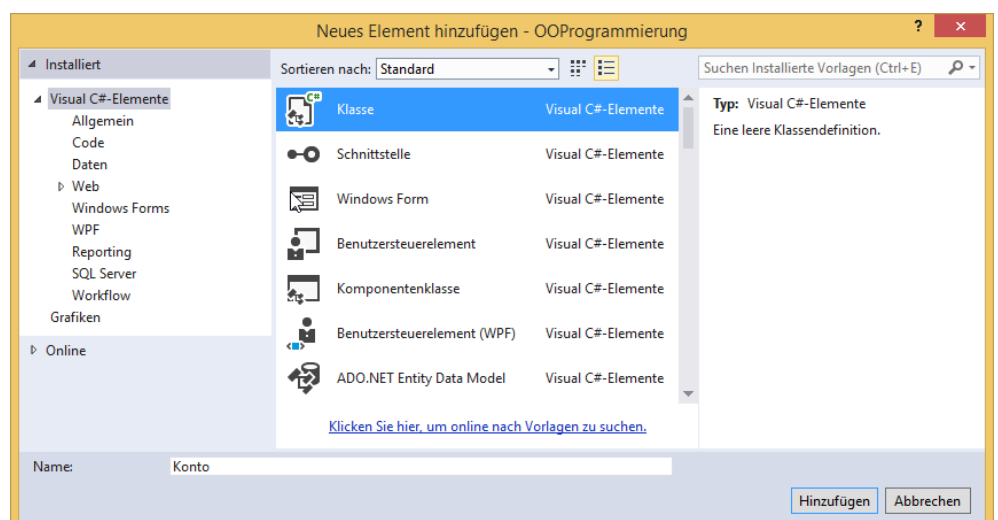 Neues Element hinzufügen - OOProgrammierung
? ×
Installiert
Visual C#-Elemente
Allgemein
Code
Daten
Web
Windows Forms
WPF
Reporting
SQL Server
Workflow
Grafiken
Online
Sortieren nach: Standard
Klasse Visual C#-Elemente
Schnittstelle Visual C#-Elemente
Windows Form Visual C#-Elemente
Benutzersteuerelement Visual C#-Elemente
Komponentenklasse Visual C#-Elemente
Benutzersteuerelement (WPF) Visual C#-Elemente
ADO.NET Entity Data Model Visual C#-Elemente
Klicken Sie hier, um online nach Vorlagen zu suchen.
Suchen Installierte Vorlagen (Ctrl+E)
Typ: Visual C#-Elemente
Eine leere Klassendefinition.
Name: Konto
Hinzufügen Abbrechen